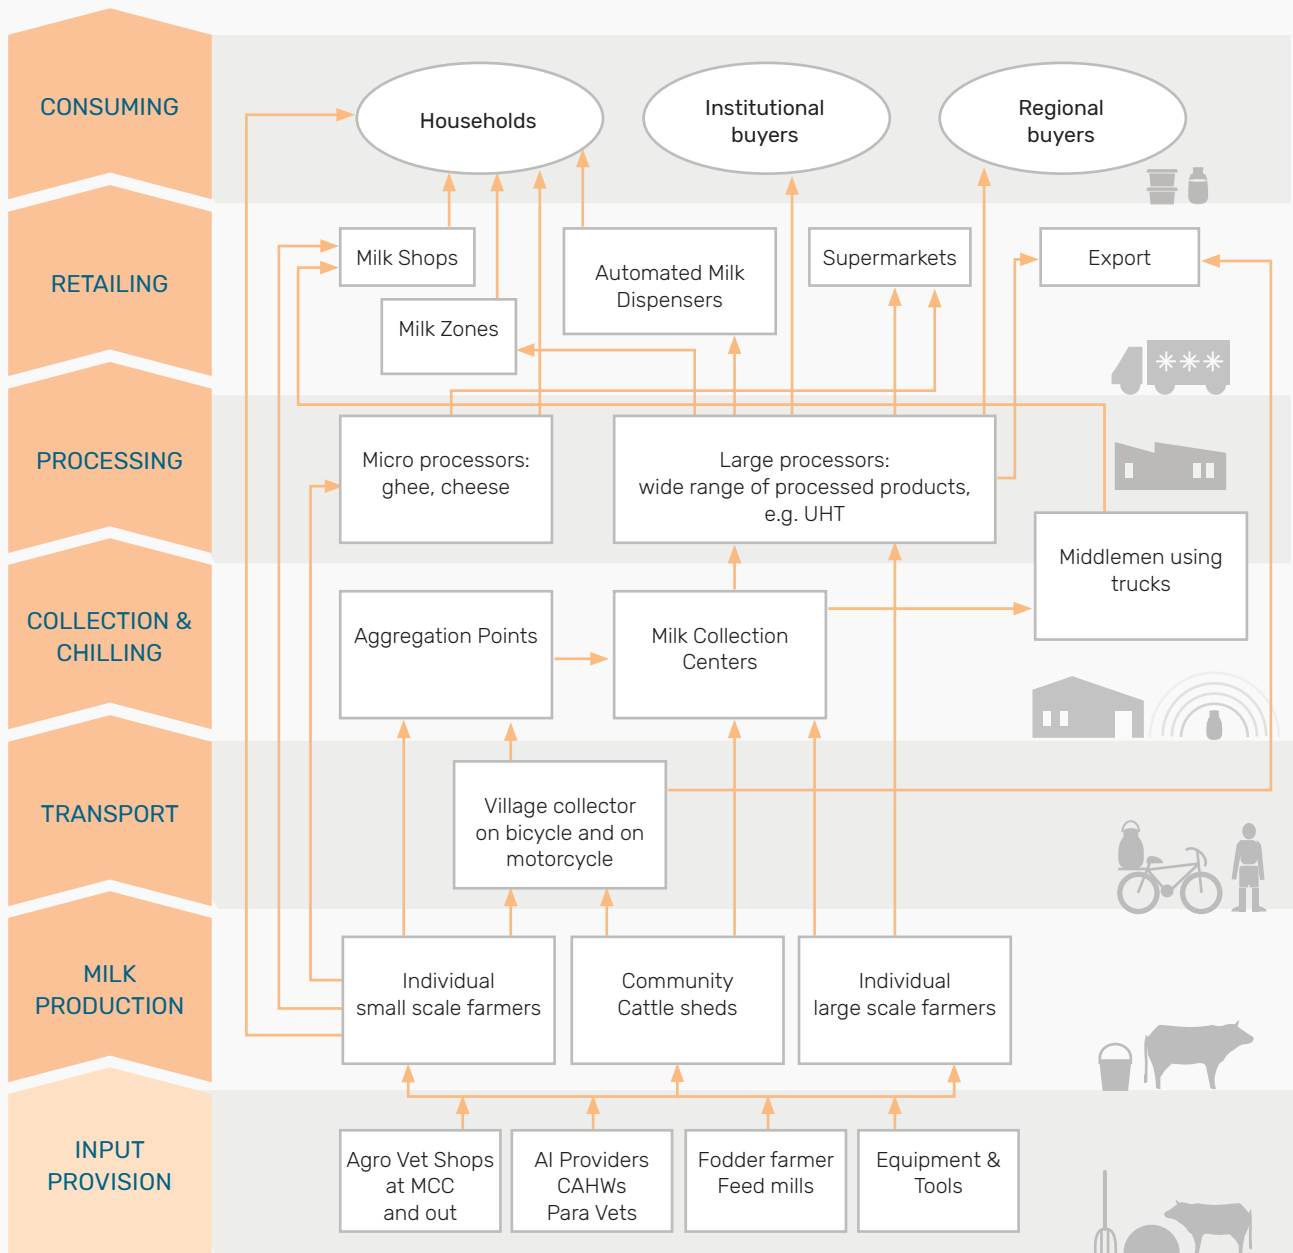 CONSUMING
Households
Institutional
buyers
Regional
buyers
RETAILING
Milk Shops
Automated Milk
Dispensers
Supermarkets
Export
Milk Zones
PROCESSING
Micro processors:
ghee, cheese
Large processors:
wide range of processed products,
e.g. UHT
Middlemen using
trucks
COLLECTION &
CHILLING
Aggregation Points
Milk Collection
Centers
TRANSPORT
Village collector
on bicycle and on
motorcycle
MILK
PRODUCTION
Individual
small scale farmers
Community
Cattle sheds
Individual
large scale farmers
INPUT
PROVISION
Agro Vet Shops
at MCC
and out
AI Providers
CAHWs
Para Vets
Fodder farmer
Feed mills
Equipment &
Tools